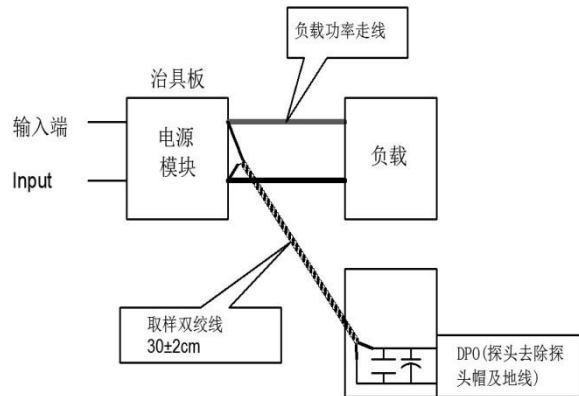 负载功率走线
治具板
输入端
电源
模块
负载
Input
取样双绞线
30±2cm
DPO(探头去除探
头帽及地线)